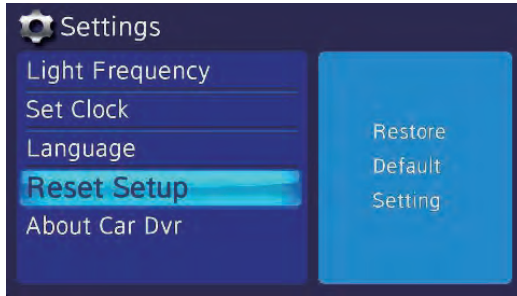 Settings
Light Frequency
Set Clock
Language
Reset Setup
About Car Dvr
Restore
Default
Setting